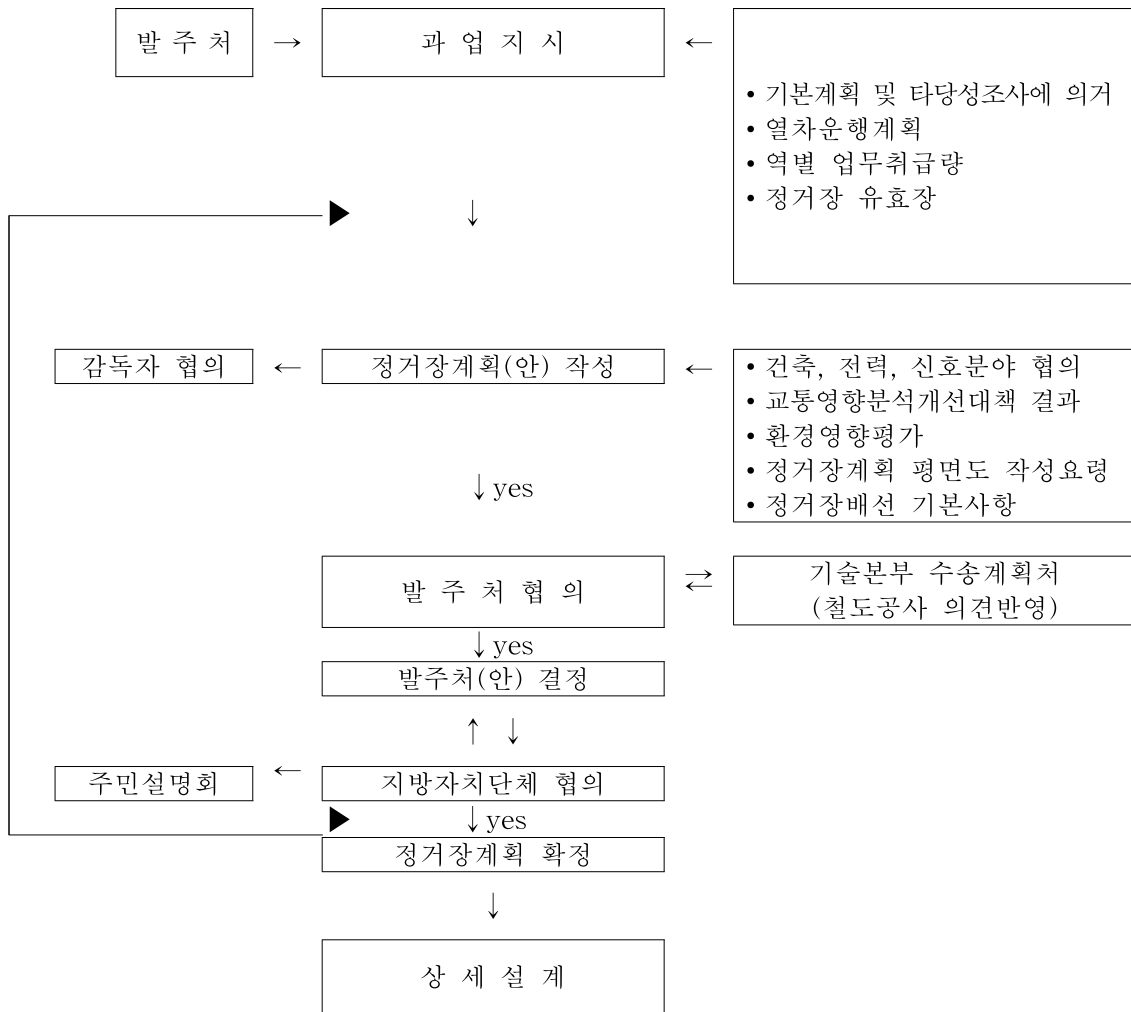 발 주 처 → 과 업 지 시 ←
• 기본계획 및 타당성조사에 의거
• 열차운행계획
• 역별 업무취급량
• 정거장 유효장
▶ ↓
감독자 협의 ← 정거장계획(안) 작성 ←
• 건축, 전력, 신호분야 협의
• 교통영향분석개선대책 결과
• 환경영향평가
• 정거장계획 평면도 작성요령
• 정거장배선 기본사항
↓ yes
발 주 처 협 의 ⇄ 기술본부 수송계획처
(철도공사 의견반영)
↓ yes
발주처(안) 결정
↑ ↓
주민설명회 ← 지방자치단체 협의
▶ ↓ yes
정거장계획 확정
↓
상 세 설 계